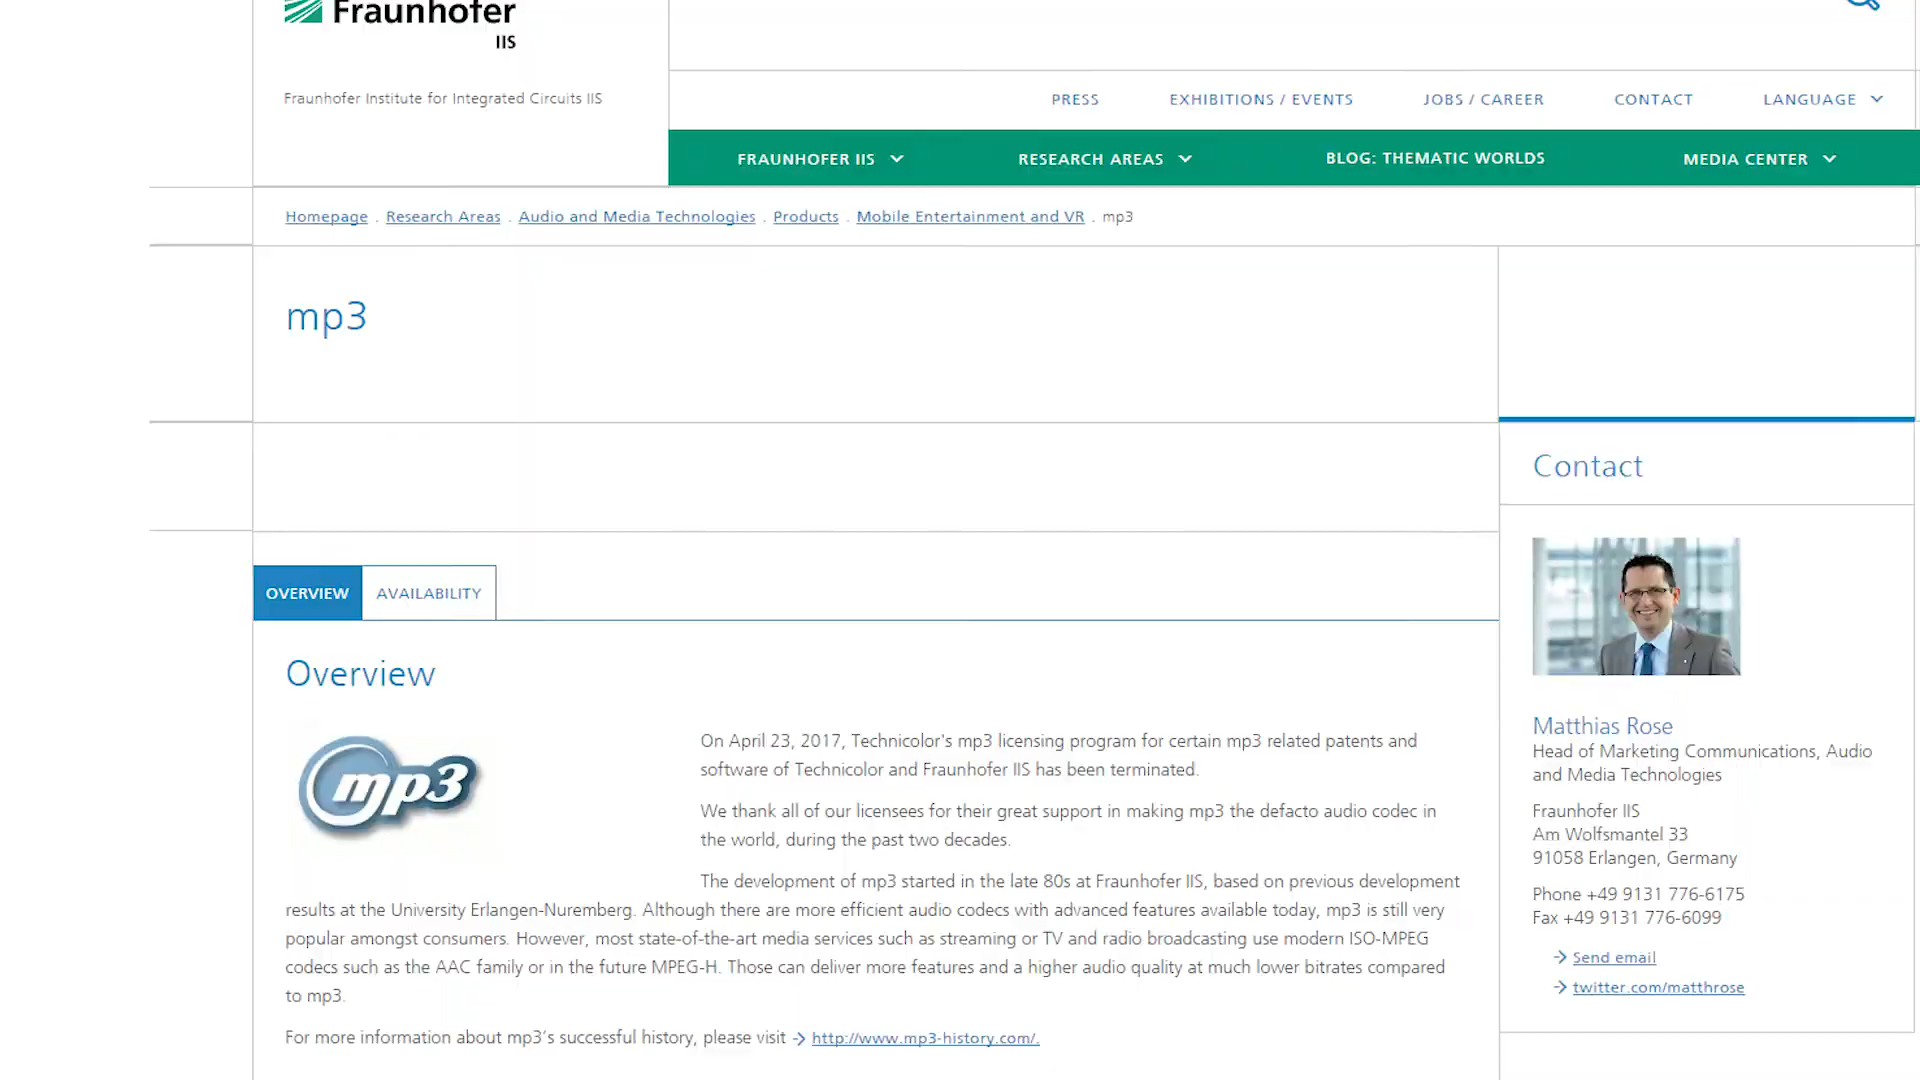 Fraunhofer
IIS
Fraunhofer Institute for Integrated Circuits IIS
PRESS EXHIBITIONS / EVENTS JOBS / CAREER CONTACT LANGUAGE
FRAUNHOFER IIS RESEARCH AREAS BLOG: THEMATIC WORLDS MEDIA CENTER
Homepage . Research Areas . Audio and Media Technologies . Products . Mobile Entertainment and VR . mp3
mp3
OVERVIEW AVAILABILITY
Overview
mp3
On April 23, 2017, Technicolor's mp3 licensing program for certain mp3 related patents and
software of Technicolor and Fraunhofer IIS has been terminated.
We thank all of our licensees for their great support in making mp3 the defacto audio codec in
the world, during the past two decades.
The development of mp3 started in the late 80s at Fraunhofer IIS, based on previous development
results at the University Erlangen-Nuremberg. Although there are more efficient audio codecs with advanced features available today, mp3 is still very
popular amongst consumers. However, most state-of-the-art media services such as streaming or TV and radio broadcasting use modern ISO-MPEG
codecs such as the AAC family or in the future MPEG-H. Those can deliver more features and a higher audio quality at much lower bitrates compared
to mp3.
For more information about mp3's successful history, please visit → http://www.mp3-history.com/.
Contact
Matthias Rose
Head of Marketing Communications, Audio
and Media Technologies
Fraunhofer IIS
Am Wolfsmantel 33
91058 Erlangen, Germany
Phone +49 9131 776-6175
Fax +49 9131 776-6099
→ Send email
→ twitter.com/matthrose